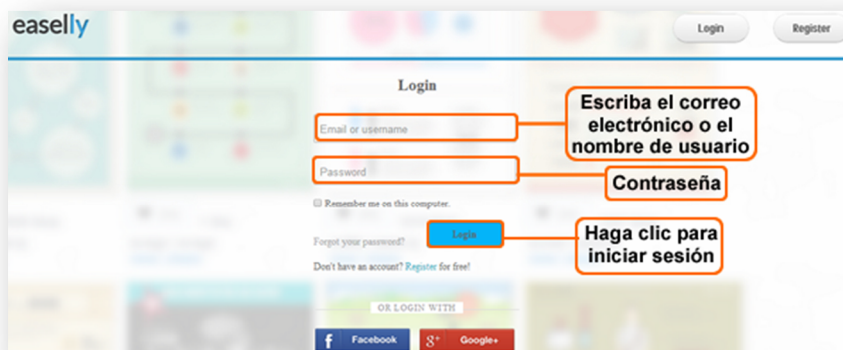 easelly
Login
Register
Login
Email or username
Escriba el correo
electrónico o el
nombre de usuario
Password
Contraseña
Remember me on this computer.
Forgot your password?
Login
Haga clic para
iniciar sesión
Don't have an account? Register for free!
OR LOGIN WITH
f Facebook
g+ Google+